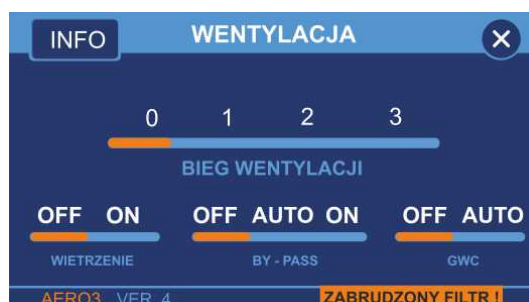 INFO WENTYLACJA X
0 1 2 3
BIEG WENTYLACJI
OFF ON OFF AUTO ON OFF AUTO
WIETRZENIE BY - PASS GWC
AERO3 VER. 4 ZABRUDZONY FILTR !